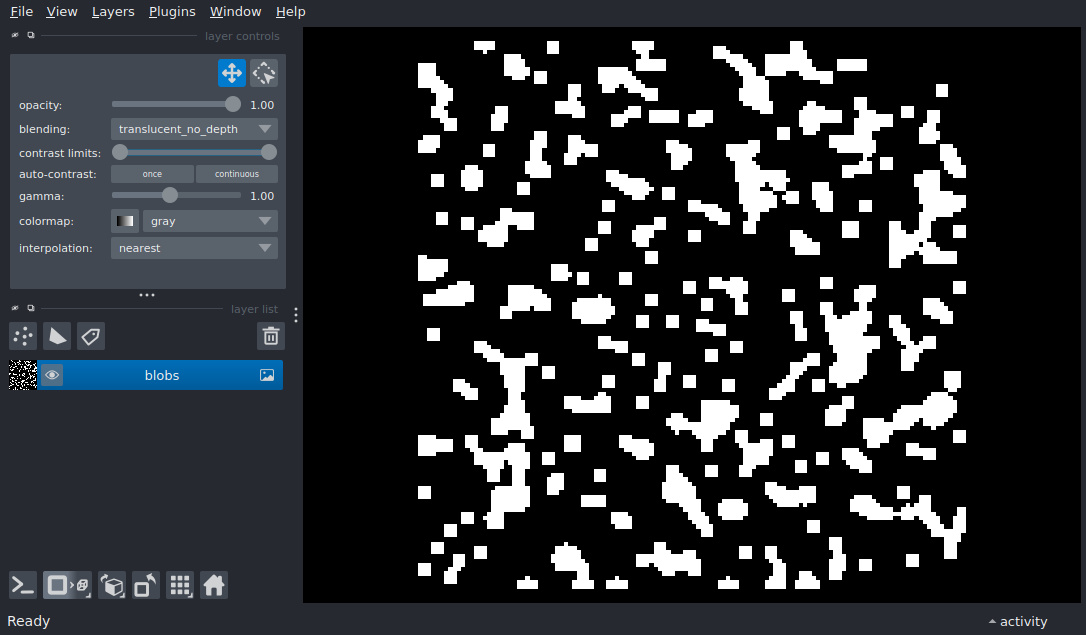 File View Layers Plugins Window Help
layer controls
opacity: 1.00
blending: translucent_no_depth
contrast limits:
auto-contrast: once continuous
gamma: 1.00
colormap: gray
interpolation: nearest
layer list
blobs
Ready
activity